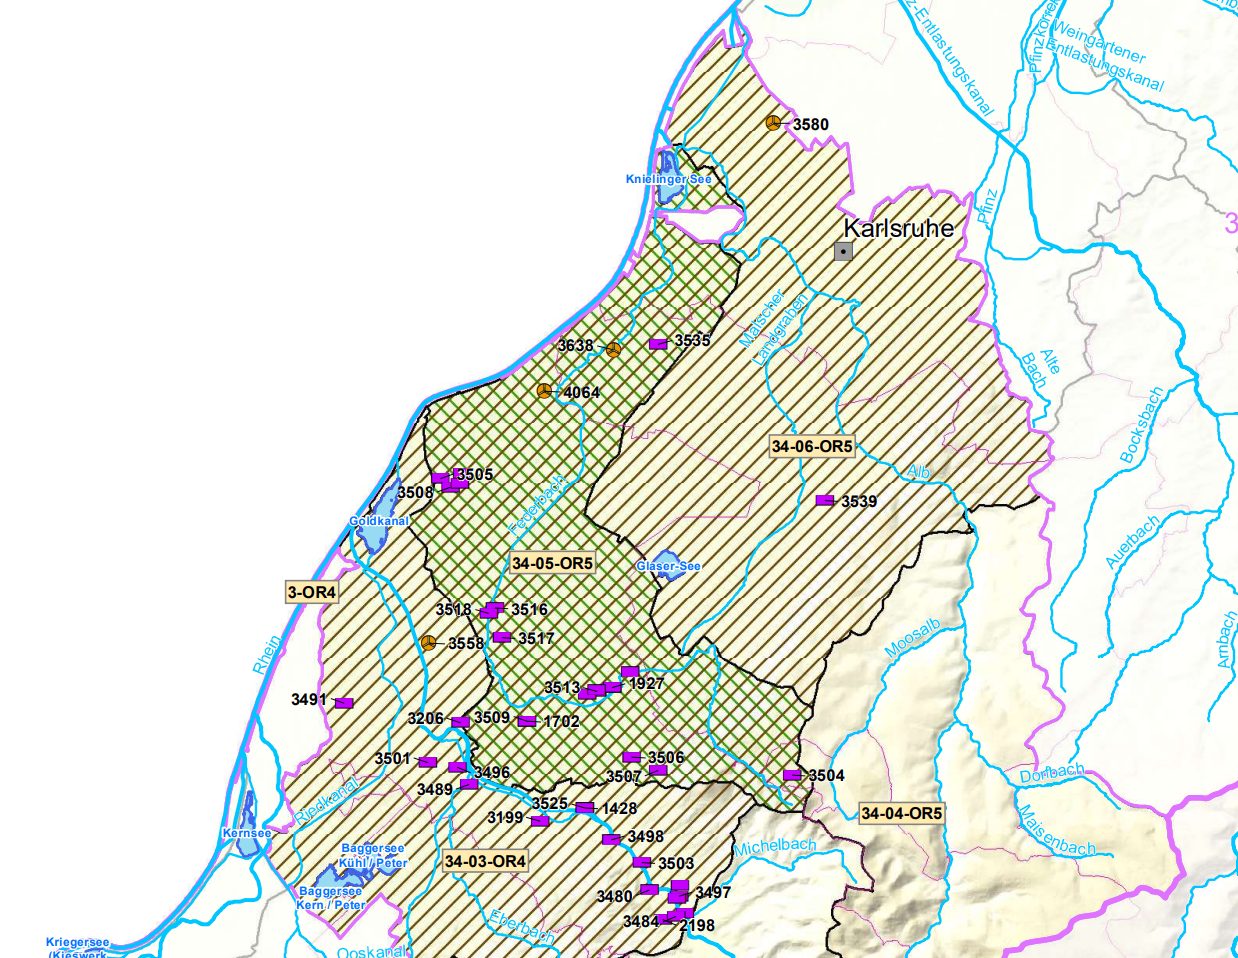 z-Entlastungskanal
Pfinzkorrek
Weingartener
Entlastungskanal
3580
Knielinger See
Pfinz
3
Karlsruhe
Malscher
Landgraben
3638
3535
Alte
Bach
4064
Bocksbach
34-06-OR5
Alb
3505
3508
3539
Goldkanal
Federbach
Auerbach
34-05-OR5
Glaser-See
3-OR4
3518
3516
3517
Moosalb
Arnbach
3558
Rhein
3513
1927
3491
3206
3509
1702
3501
3496
3506
3507
3504
Dorlbach
3489
Riedkanal
3525
1428
34-04-OR5
3199
Maisenbach
Kernsee
3498
Michelbach
Baggersee
Kühl / Peter
34-03-OR4
3503
Baggersee
Kern / Peter
3480
3497
3484
2198
Eberbach
Kriegersee
(Kieswerk
Ooskanal